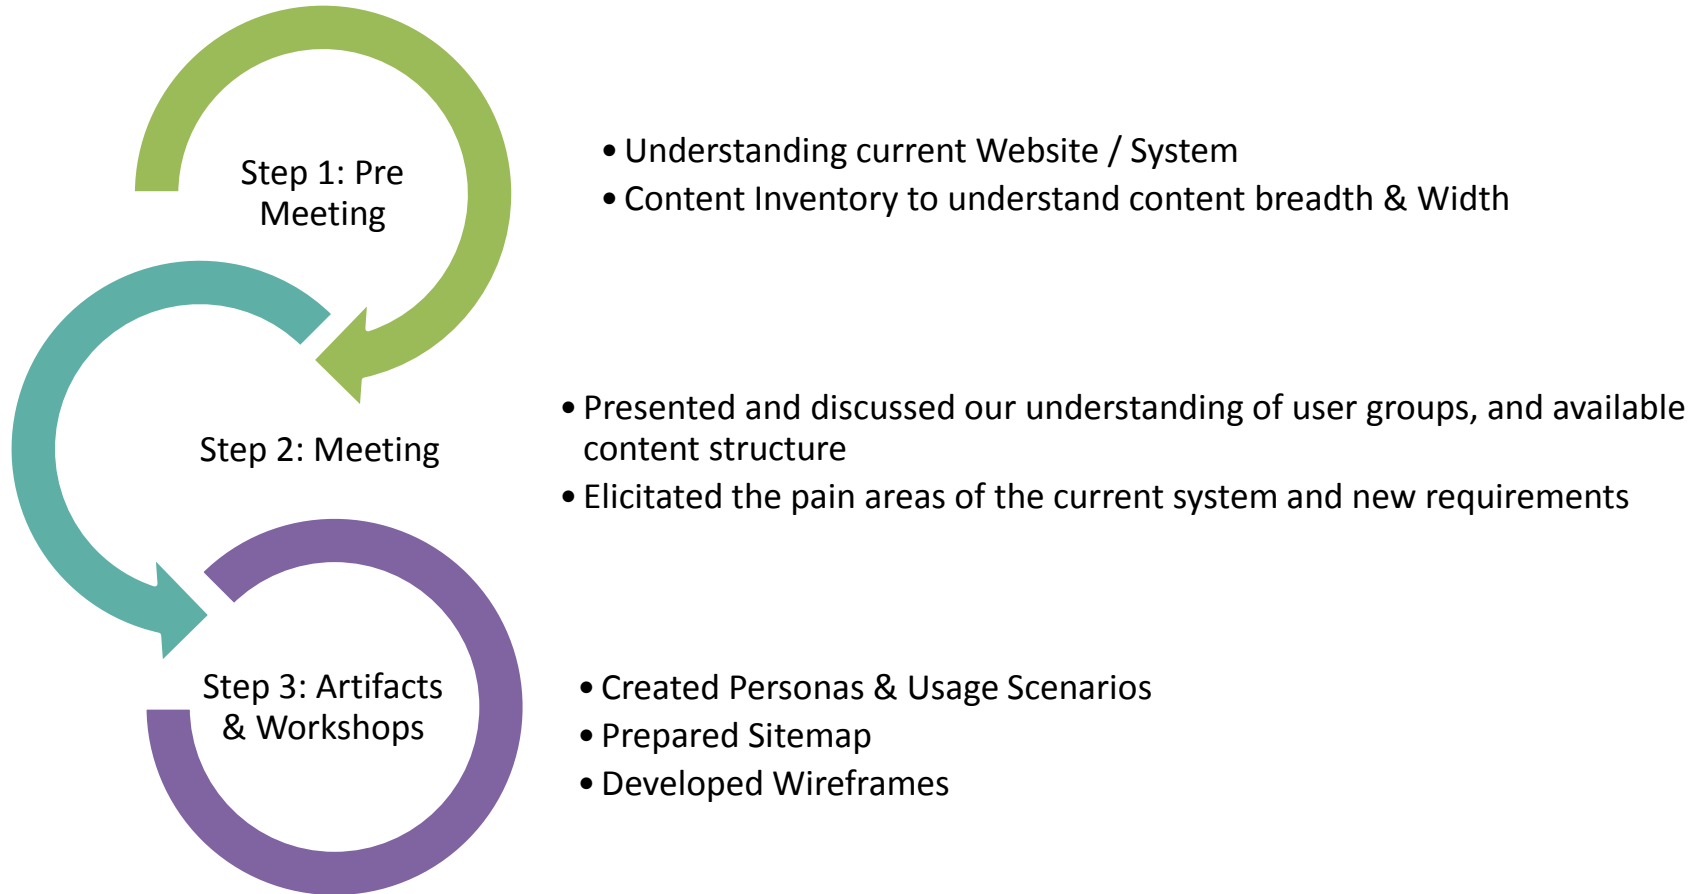 Step 1: Pre
Meeting
• Understanding current Website / System
• Content Inventory to understand content breadth & Width
Step 2: Meeting
• Presented and discussed our understanding of user groups, and available
content structure
• Elicitated the pain areas of the current system and new requirements
Step 3: Artifacts
& Workshops
• Created Personas & Usage Scenarios
• Prepared Sitemap
• Developed Wireframes